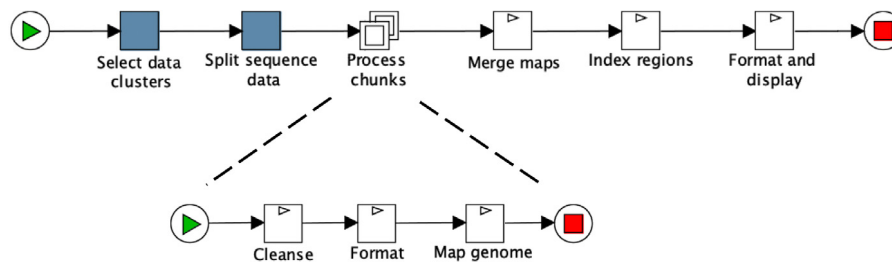 Select data
clusters
Split sequence
data
Process
chunks
Merge maps
Index regions
Format and
display
Cleanse
Format
Map genome